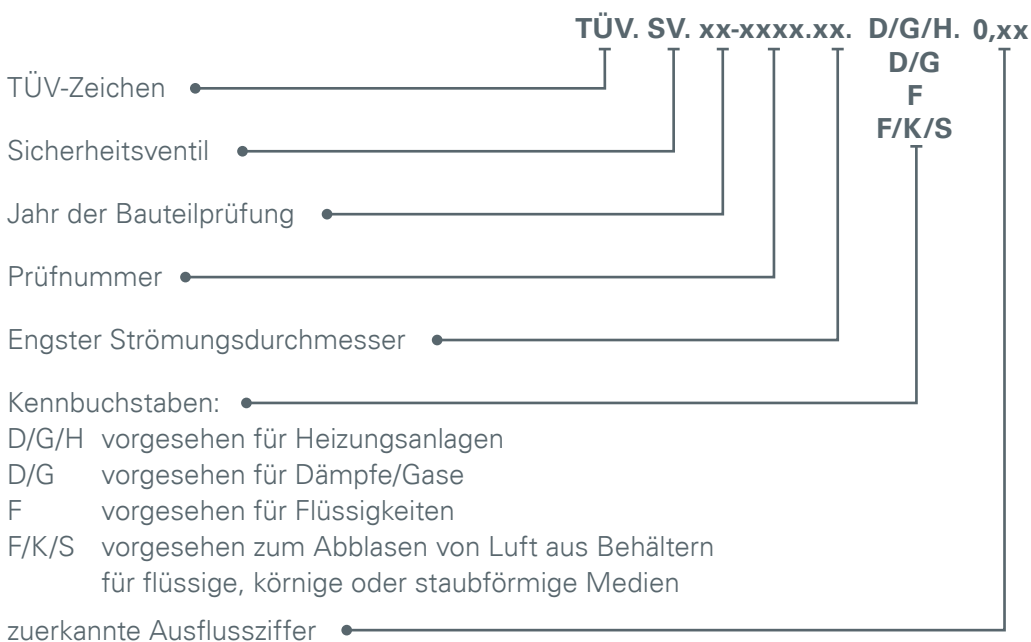 TÜV. SV. xx-xxxx.xx. D/G/H. 0,xx
D/G
F
F/K/S
TÜV-Zeichen
Sicherheitsventil
Jahr der Bauteilprüfung
Prüfnummer
Engster Strömungsdurchmesser
Kennbuchstaben:
D/G/H vorgesehen für Heizungsanlagen
D/G vorgesehen für Dämpfe/Gase
F vorgesehen für Flüssigkeiten
F/K/S vorgesehen zum Abblasen von Luft aus Behältern
für flüssige, körnige oder staubförmige Medien
zuerkannte Ausflussziffer